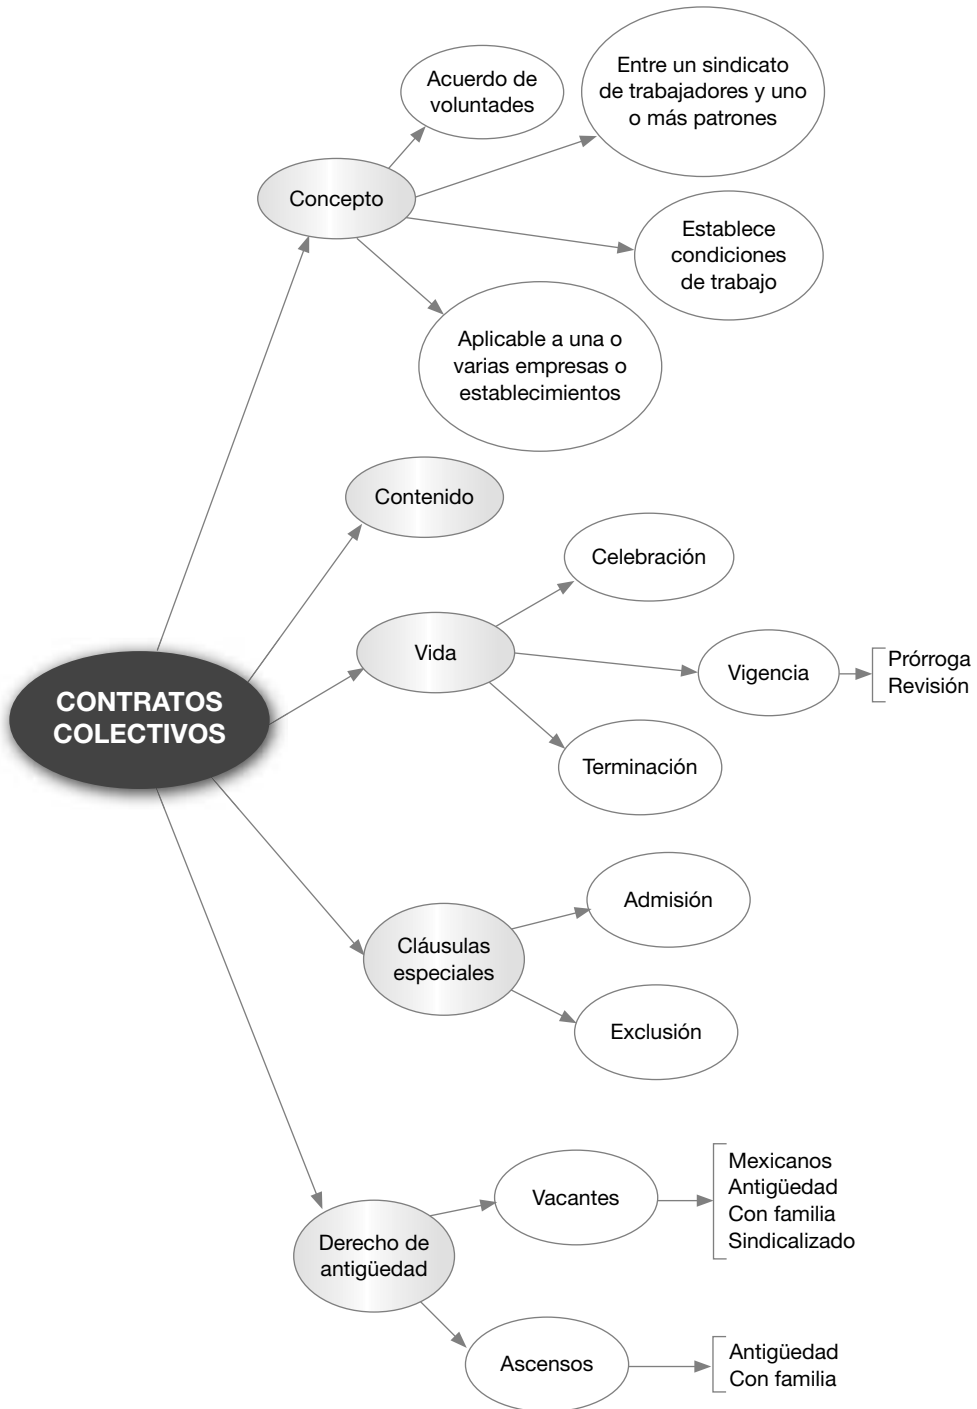 Acuerdo de
voluntades
Entre un sindicato
de trabajadores y uno
o más patrones
Concepto
Establece
condiciones
de trabajo
Aplicable a una o
varias empresas o
establecimientos
Contenido
Celebración
Vida
Vigencia
Prórroga
Revisión
Terminación
CONTRATOS
COLECTIVOS
Admisión
Cláusulas
especiales
Exclusión
Vacantes
Mexicanos
Antigüedad
Con familia
Sindicalizado
Derecho de
antigüedad
Ascensos
Antigüedad
Con familia